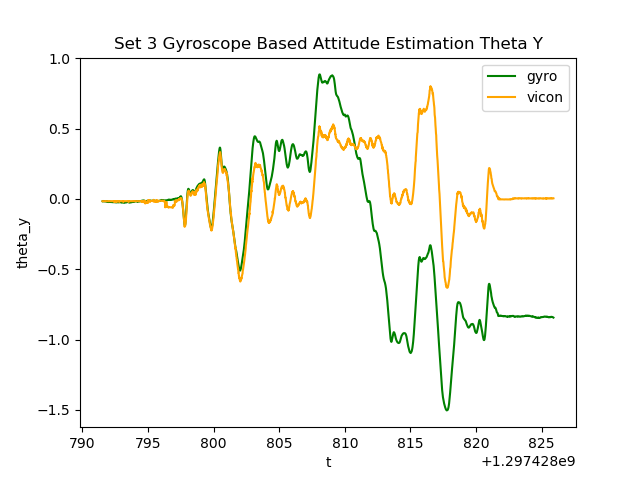 Set 3 Gyroscope Based Attitude Estimation Theta Y
gyro
vicon
theta_y
1.0
0.5
0.0
−0.5
−1.0
−1.5
790 795 800 805 810 815 820 825
t
+1.297428e9